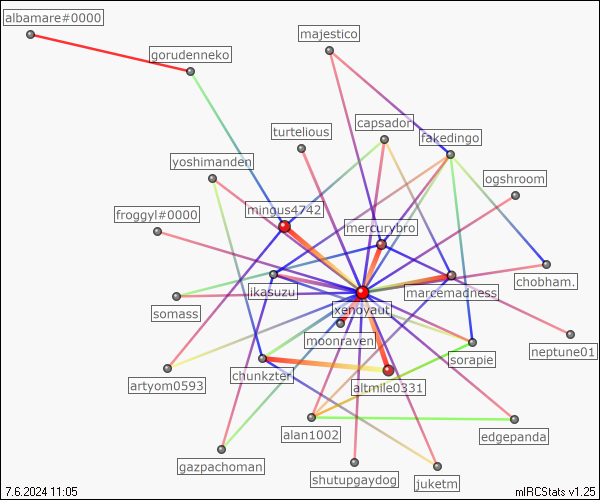 albamare#0000
majestico
gorudenneko
capsador
turtelious
fakedingo
yoshimanden
ogshroom
mingus4742
froggyl#0000
mercurybro
chobham.
ikasuzu
marcemadness
somass
xenoyaut
moonraven
neptune01
sorapie
artyom0593
chunkzter
altmile0331
alan1002
edgepanda
gazpachoman
shutupgaydog
juketm
7.6.2024 11:05
mIRCStats v1.25